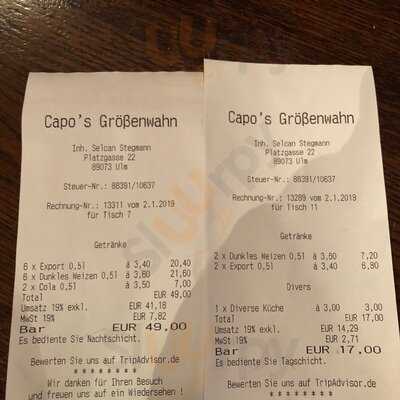 Capo's Größenwahn
Inh. Selcan Stegmann
Platzgasse 22
89073 Ulm
Steuer-Nr.: 88391/10637
Rechnung-Nr.: 13311 vom 2.1.2019
für Tisch 7
Getränke
6 x Export 0,5l à 3,40 20,40
6 x Dunkles Weizen 0,5l à 3,60 21,60
2 x Cola 0,5l à 3,50 7,00
Total EUR 49,00
Umsatz 19% exkl. EUR 41,18
MwSt 19% EUR 7,82
Bar EUR 49,00
Es bediente Sie Nachtschicht.
Bewerten Sie uns auf TripAdvisor.de
* * * * * * * *
Wir danken für Ihren Besuch
und freuen uns auf ein Wiedersehen !
Capo's Größenwahn
Inh. Selcan Stegmann
Platzgasse 22
89073 Ulm
Steuer-Nr.: 88391/10637
Rechnung-Nr.: 13289 vom 2.1.2019
für Tisch 11
Getränke
2 x Dunkles Weizen 0,5l à 3,60 7,20
2 x Export 0,5l à 3,40 6,80
Divers
1 x Diverse Küche à 3,00 3,00
Total EUR 17,00
Umsatz 19% exkl. EUR 14,29
MwSt 19% EUR 2,71
Bar EUR 17,00
Es bediente Sie Tagschicht.
Bewerten Sie uns auf TripAdvisor.de
* * * * * * * *
sluurpy